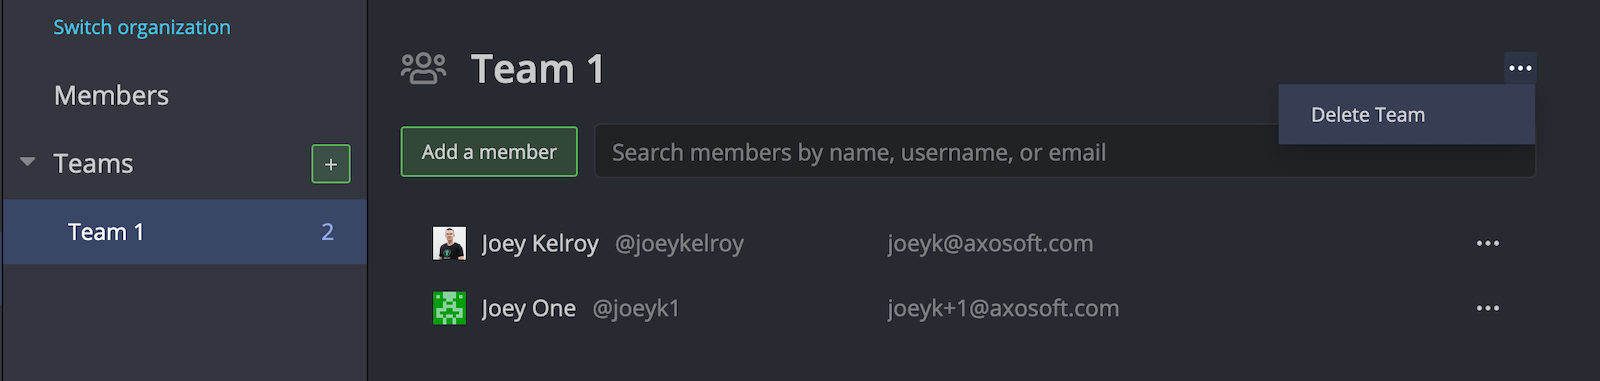 Switch organization
Members
Teams
+
Team 1 2
Team 1
Delete Team
Add a member
Search members by name, username, or email
Joey Kelroy @joeykelroy joeyk@axosoft.com
Joey One @joeyk1 joeyk+1@axosoft.com